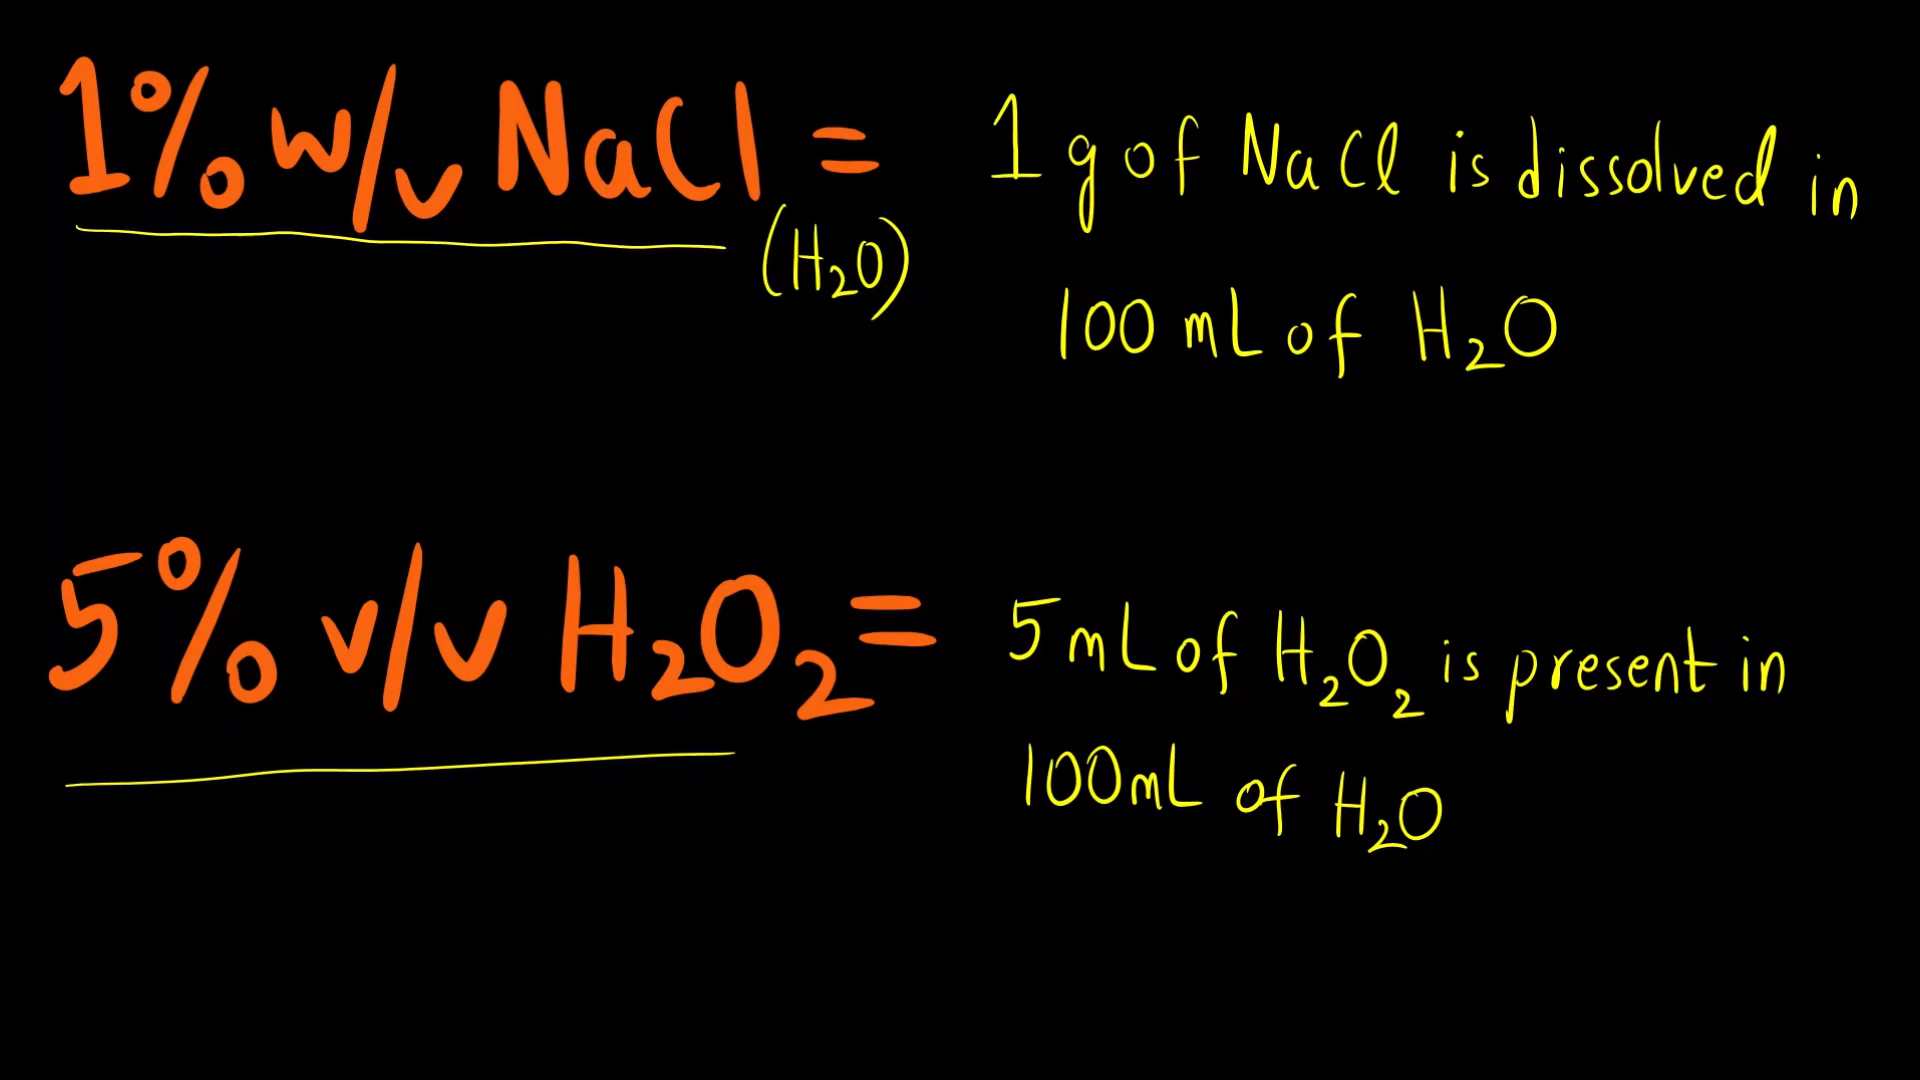 1% w/v NaCl = 1 g of NaCl is dissolved in
(H₂O)
100 mL of H₂O
5% v/v H₂O₂ = 5 mL of H₂O₂ is present in
100mL of H₂O